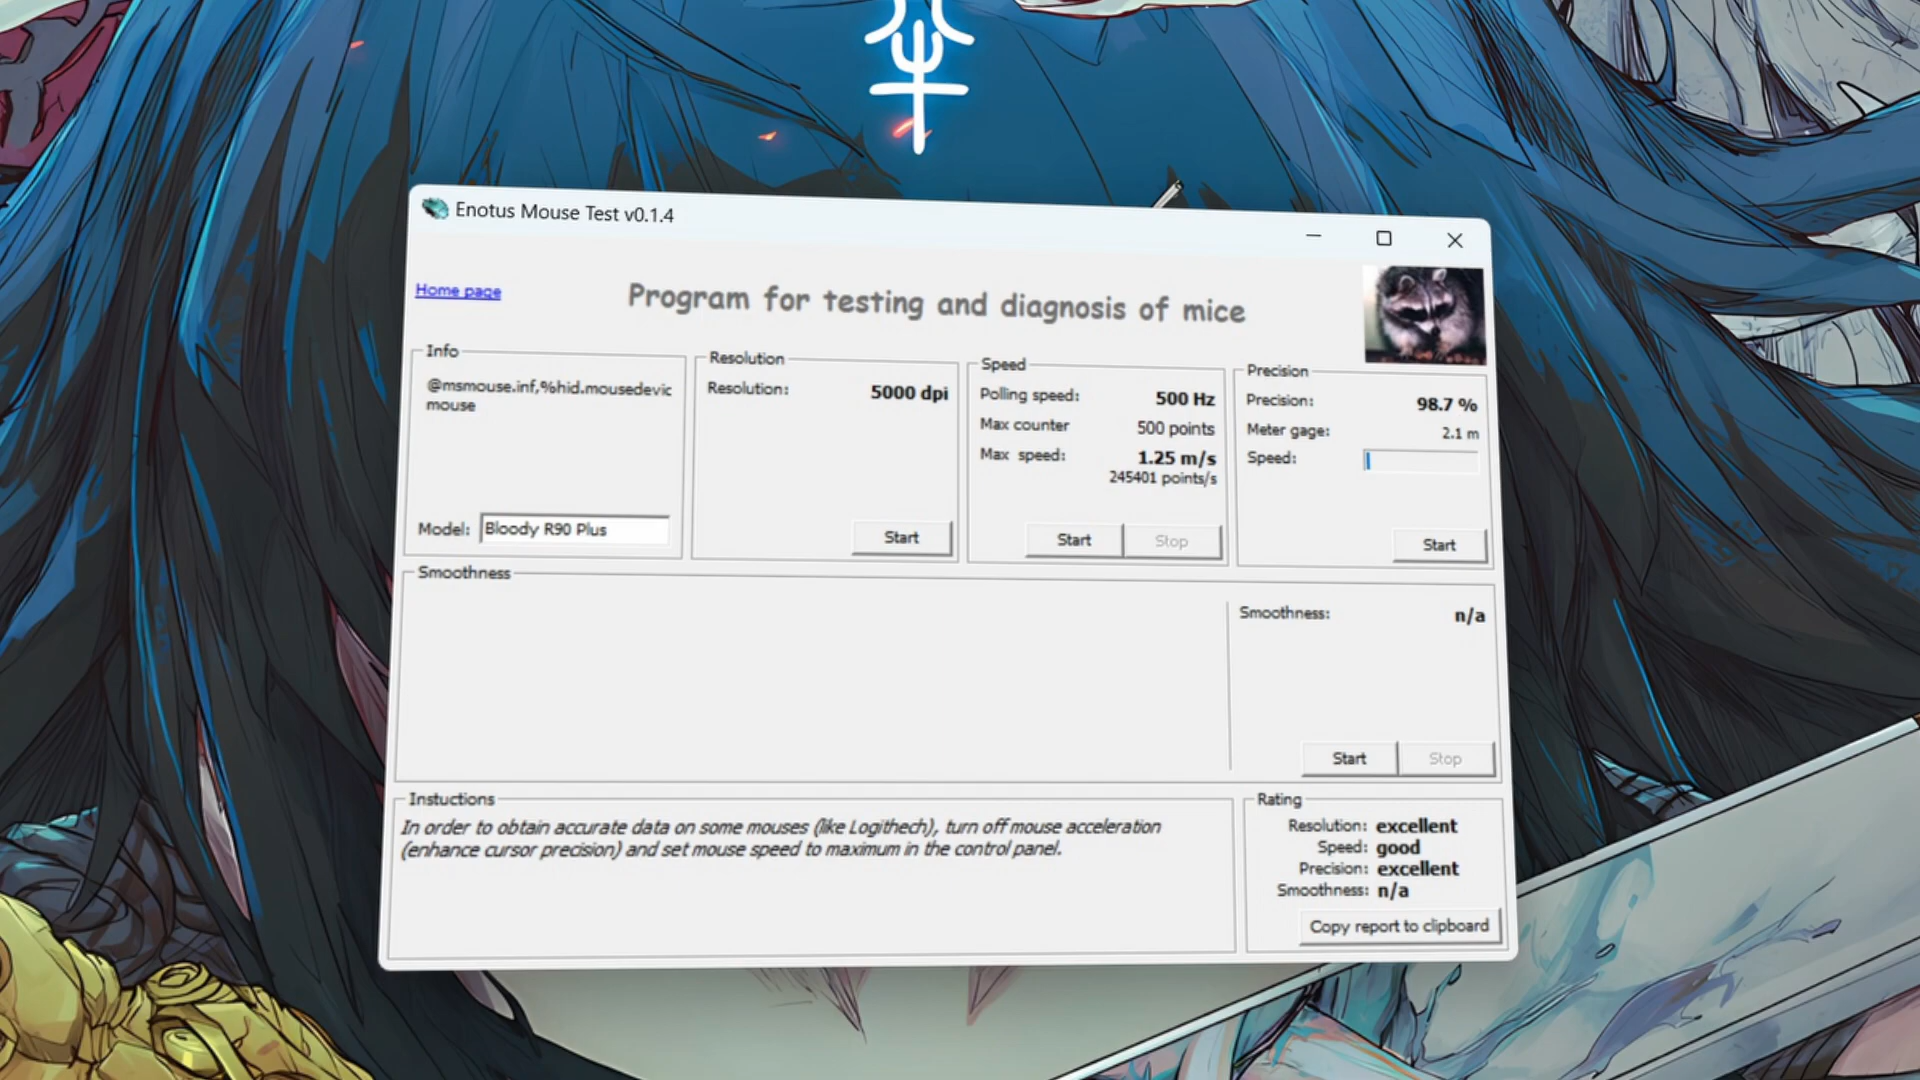 Enotus Mouse Test v0.1.4
Home page
Program for testing and diagnosis of mice
Info
@msmouse.inf,%hid.mousedevic
mouse
Model: Bloody R90 Plus
Resolution
Resolution: 5000 dpi
Start
Speed
Polling speed: 500 Hz
Max counter 500 points
Max speed: 1.25 m/s
245401 points/s
Start Stop
Precision
Precision: 98.7 %
Meter gage: 2.1 m
Speed:
Start
Smoothness
Smoothness: n/a
Start Stop
Instuctions
In order to obtain accurate data on some mouses (like Logithech), turn off mouse acceleration
(enhance cursor precision) and set mouse speed to maximum in the control panel.
Rating
Resolution: excellent
Speed: good
Precision: excellent
Smoothness: n/a
Copy report to clipboard